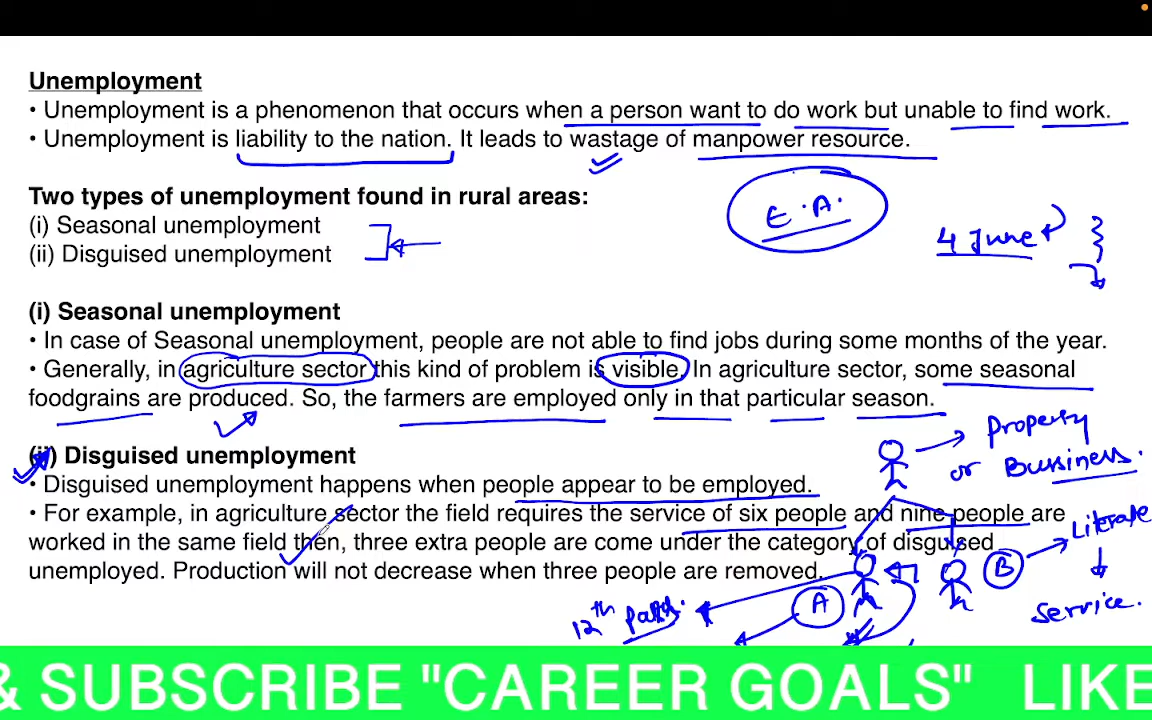 Unemployment
• Unemployment is a phenomenon that occurs when a person want to do work but unable to find work.
• Unemployment is liability to the nation. It leads to wastage of manpower resource.
Two types of unemployment found in rural areas:
(i) Seasonal unemployment
(ii) Disguised unemployment
E.A.
4 June
(i) Seasonal unemployment
• In case of Seasonal unemployment, people are not able to find jobs during some months of the year.
• Generally, in agriculture sector this kind of problem is visible. In agriculture sector, some seasonal
foodgrains are produced. So, the farmers are employed only in that particular season.
Property
or Bussiness.
(ii) Disguised unemployment
• Disguised unemployment happens when people appear to be employed.
• For example, in agriculture sector the field requires the service of six people and nine people are
worked in the same field then, three extra people are come under the category of disguised
unemployed. Production will not decrease when three people are removed.
Literate
B
A
12th
Service.
& SUBSCRIBE "CAREER GOALS" LIKE